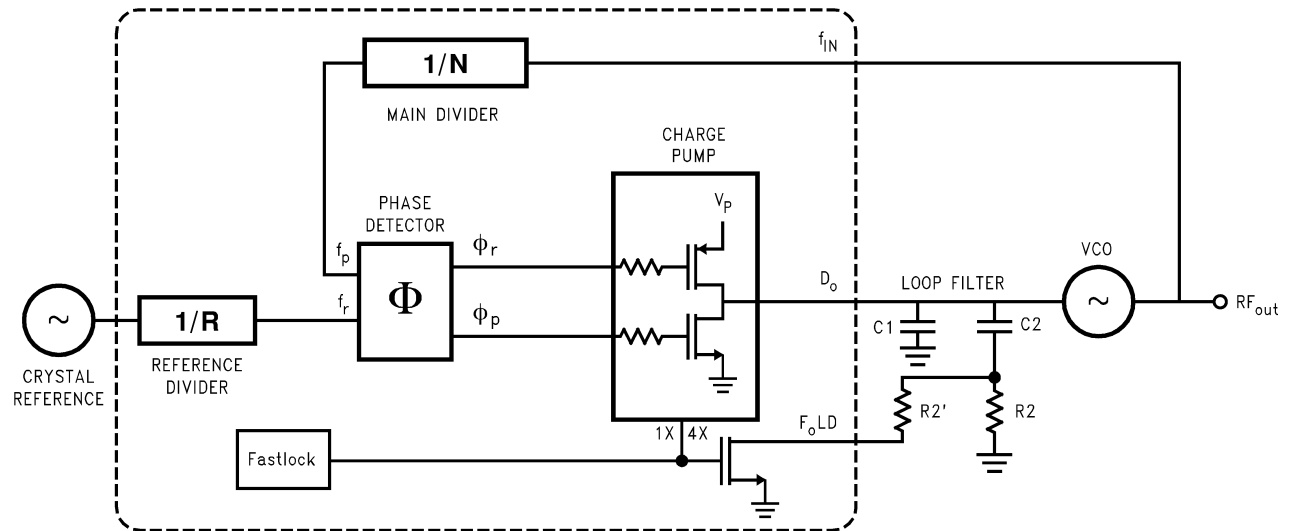 f_IN
1/N
MAIN DIVIDER
CHARGE
PUMP
V_P
PHASE
DETECTOR
f_p
f_r
Φ
ϕ_r
ϕ_p
D_o
LOOP FILTER
VCO
~
RF_out
C1
C2
~
1/R
CRYSTAL
REFERENCE
REFERENCE
DIVIDER
R2'
R2
F_oLD
1X 4X
Fastlock